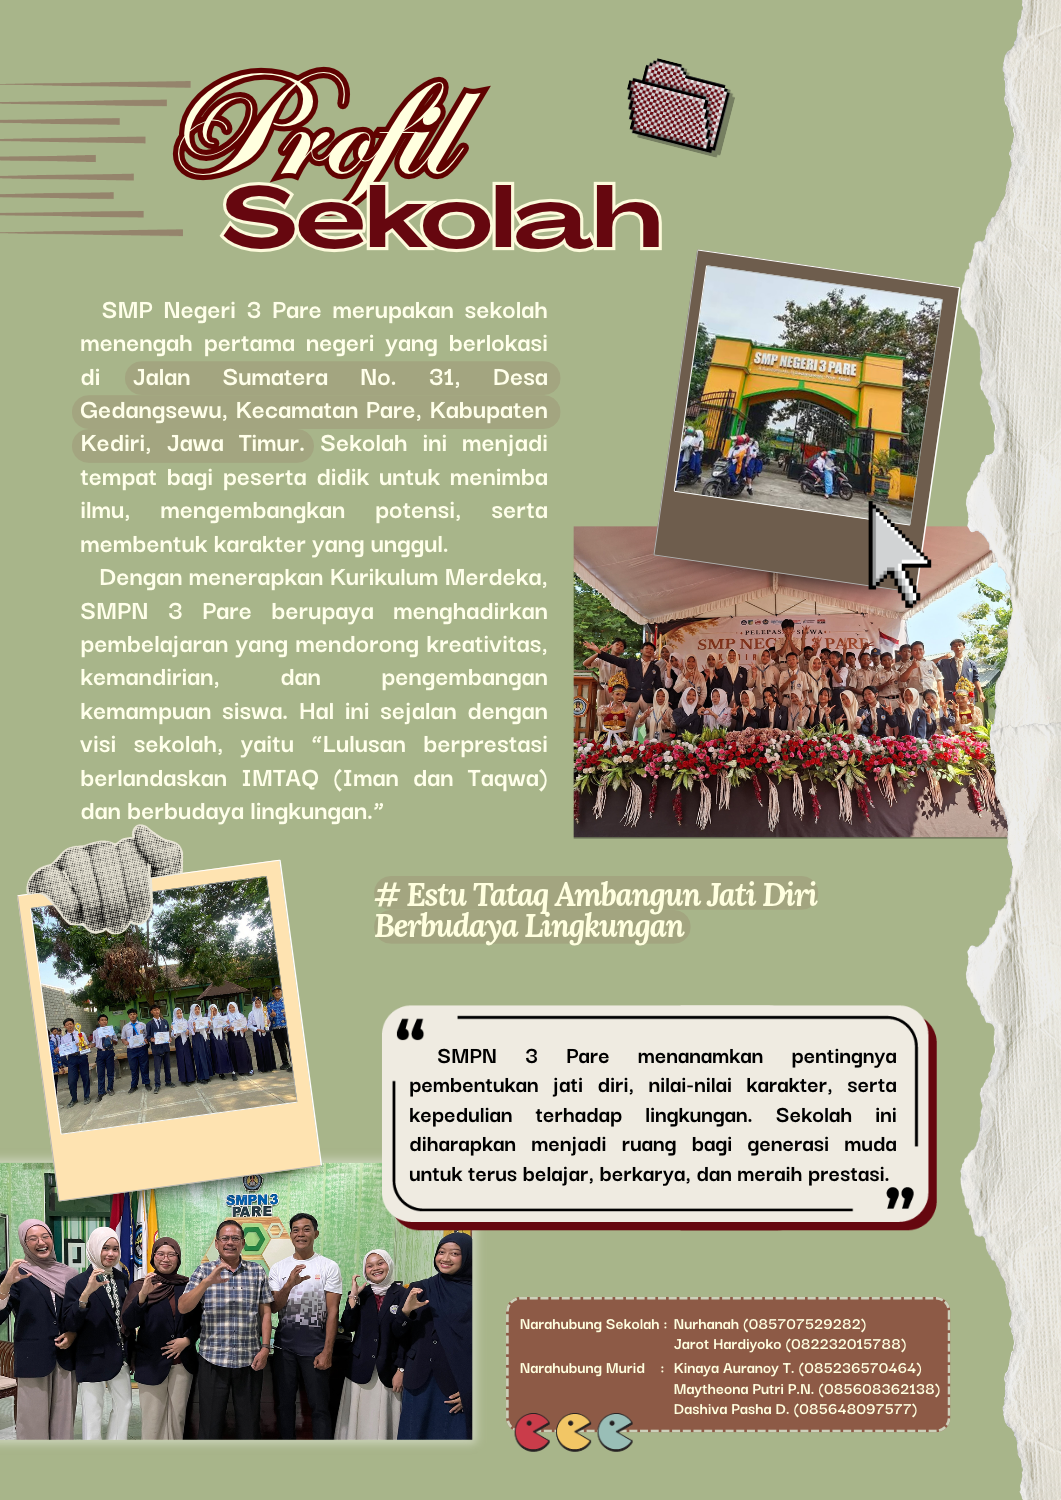 Profil
Sekolah
SMP NEGERI 3 PARE
SMP Negeri 3 Pare merupakan sekolah
menengah pertama negeri yang berlokasi
di Jalan Sumatera No. 31, Desa
Gedangsewu, Kecamatan Pare, Kabupaten
Kediri, Jawa Timur. Sekolah ini menjadi
tempat bagi peserta didik untuk menimba
ilmu, mengembangkan potensi, serta
membentuk karakter yang unggul.
Dengan menerapkan Kurikulum Merdeka,
SMPN 3 Pare berupaya menghadirkan
pembelajaran yang mendorong kreativitas,
kemandirian, dan pengembangan
kemampuan siswa. Hal ini sejalan dengan
visi sekolah, yaitu “Lulusan berprestasi
berlandaskan IMTAQ (Iman dan Taqwa)
dan berbudaya lingkungan.”
SMP PARE
# Estu Tataq Ambangun Jati Diri
Berbudaya Lingkungan
“
SMPN 3 Pare menanamkan pentingnya
pembentukan jati diri, nilai-nilai karakter, serta
kepedulian terhadap lingkungan. Sekolah ini
diharapkan menjadi ruang bagi generasi muda
untuk terus belajar, berkarya, dan meraih prestasi.
”
SMPN 3
PARE
Narahubung Sekolah : Nurhanah (085707529282)
Jarot Hardiyoko (082232015788)
Narahubung Murid : Kinaya Auranoy T. (085236570464)
Maytheona Putri P.N. (085608362138)
Dashiva Pasha D. (085648097577)